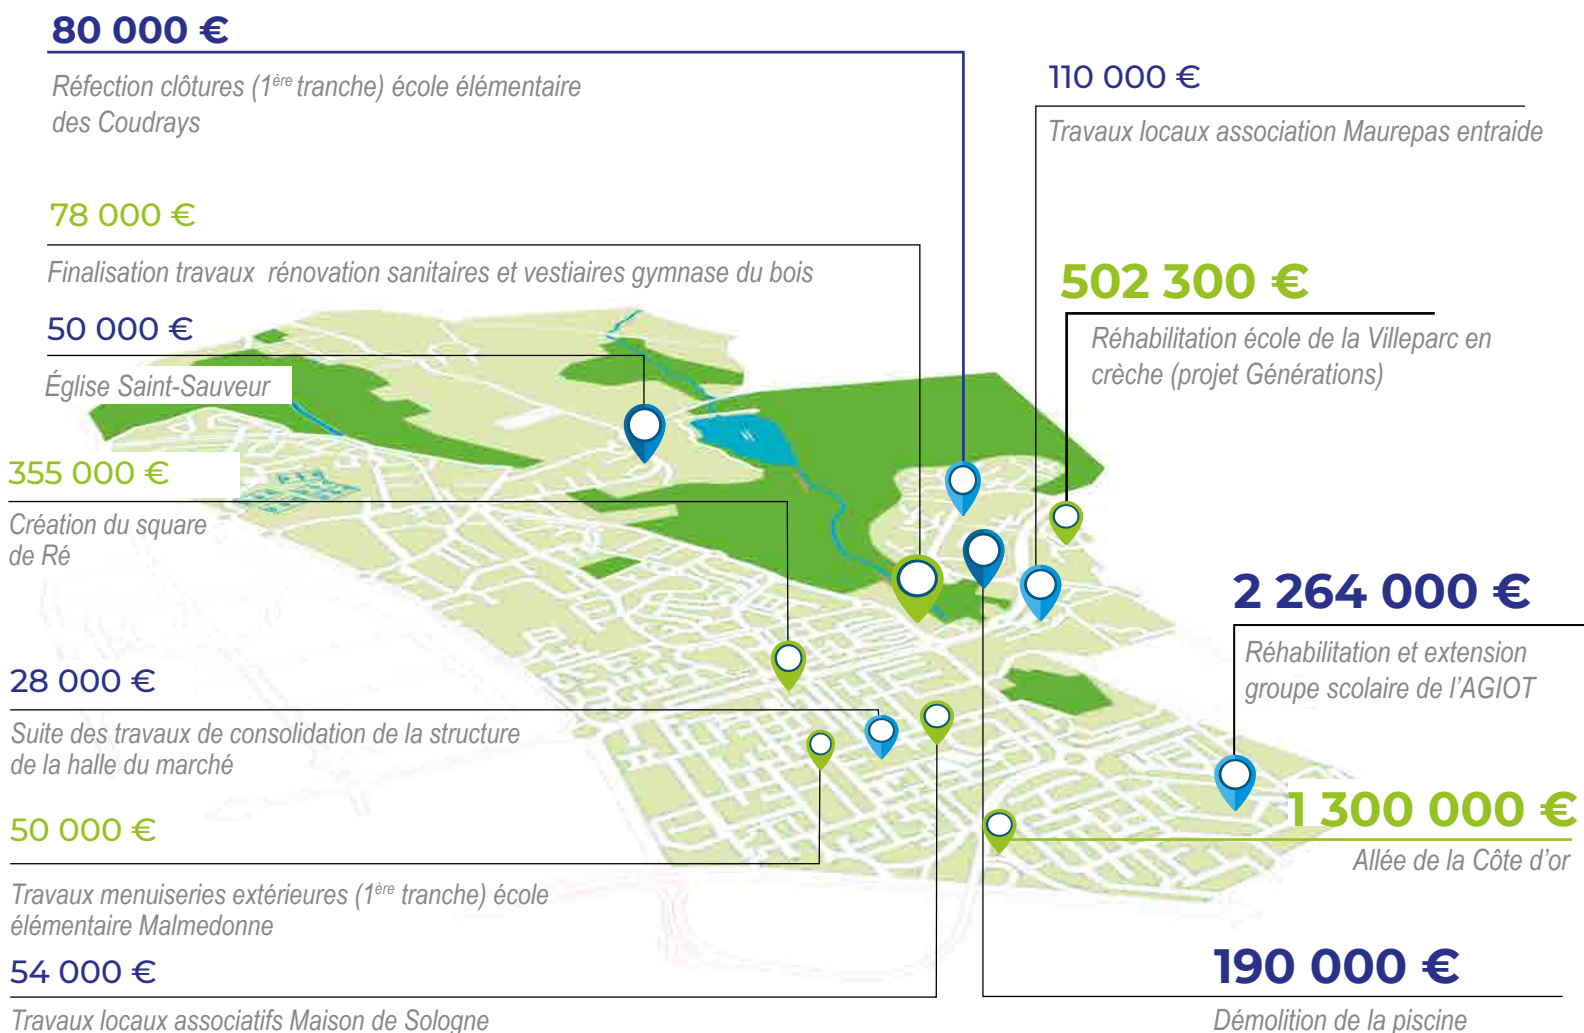 80 000 €
Réfection clôtures (1ère tranche) école élémentaire
des Coudrays
78 000 €
Finalisation travaux rénovation sanitaires et vestiaires gymnase du bois
50 000 €
Église Saint-Sauveur
355 000 €
Création du square
de Ré
28 000 €
Suite des travaux de consolidation de la structure
de la halle du marché
50 000 €
Travaux menuiseries extérieures (1ère tranche) école
élémentaire Malmedonne
54 000 €
Travaux locaux associatifs Maison de Sologne
110 000 €
Travaux locaux association Maurepas entraide
502 300 €
Réhabilitation école de la Villeparc en
crèche (projet Générations)
2 264 000 €
Réhabilitation et extension
groupe scolaire de l'AGIOT
1 300 000 €
Allée de la Côte d'or
190 000 €
Démolition de la piscine